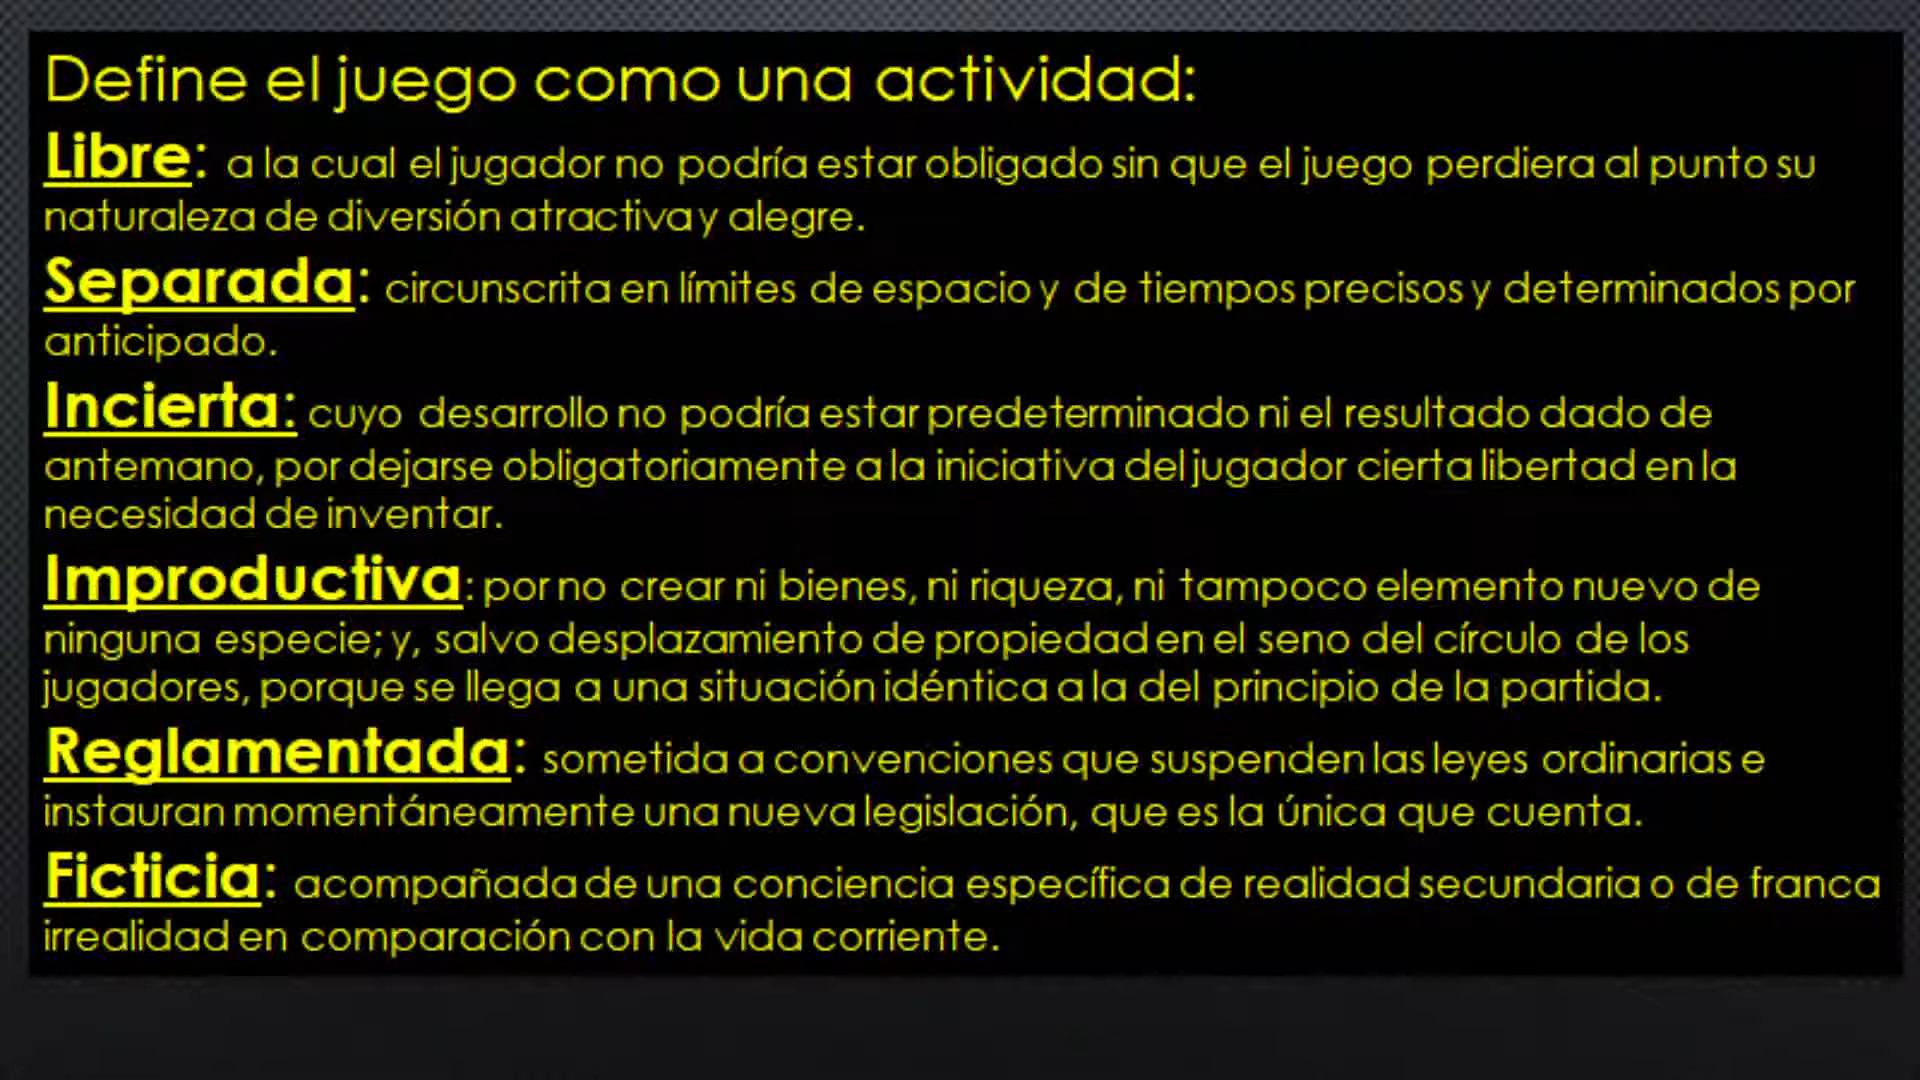 Define el juego como una actividad:
Libre: a la cual el jugador no podría estar obligado sin que el juego perdiera al punto su
naturaleza de diversión atractiva y alegre.
Separada: circunscrita en límites de espacio y de tiempos precisos y determinados por
anticipado.
Incierta: cuyo desarrollo no podría estar predeterminado ni el resultado dado de
antemano, por dejarse obligatoriamente a la iniciativa del jugador cierta libertad en la
necesidad de inventar.
Improductiva: por no crear ni bienes, ni riqueza, ni tampoco elemento nuevo de
ninguna especie; y, salvo desplazamiento de propiedad en el seno del círculo de los
jugadores, porque se llega a una situación idéntica a la del principio de la partida.
Reglamentada: sometida a convenciones que suspenden las leyes ordinarias e
instauran momentáneamente una nueva legislación, que es la única que cuenta.
Ficticia: acompañada de una conciencia específica de realidad secundaria o de franca
irrealidad en comparación con la vida corriente.